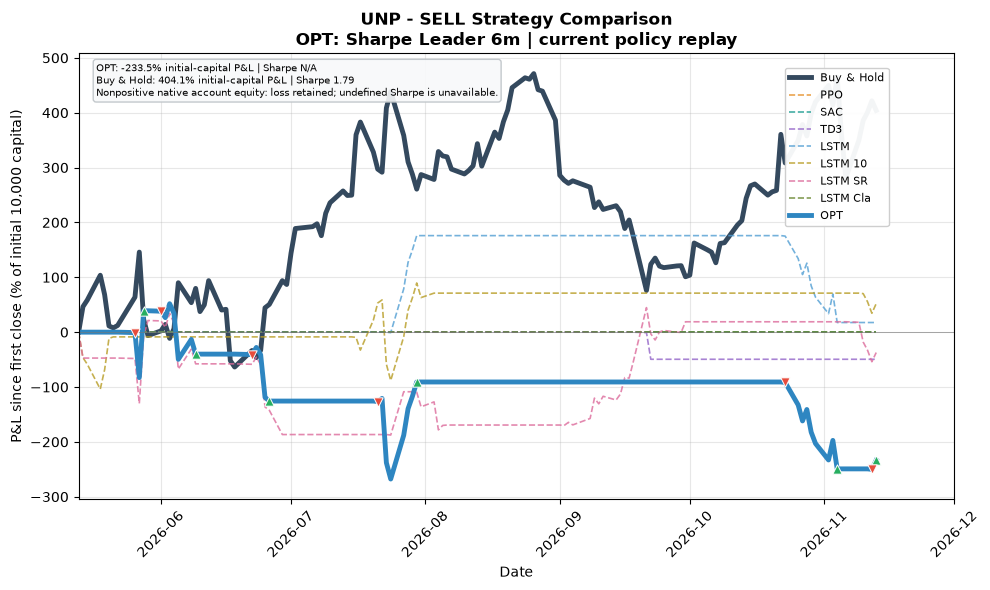 UNP - SELL Strategy Comparison
OPT: Sharpe Leader 6m | current policy replay
OPT: -233.5% initial-capital P&L | Sharpe N/A
Buy & Hold: 404.1% initial-capital P&L | Sharpe 1.79
Nonpositive native account equity: loss retained; undefined Sharpe is unavailable.
Buy & Hold
PPO
SAC
TD3
LSTM
LSTM 10
LSTM SR
LSTM Cla
OPT
P&L since first close (% of initial 10,000 capital)
500
400
300
200
100
0
−100
−200
−300
2026-06
2026-07
2026-08
2026-09
2026-10
2026-11
2026-12
Date